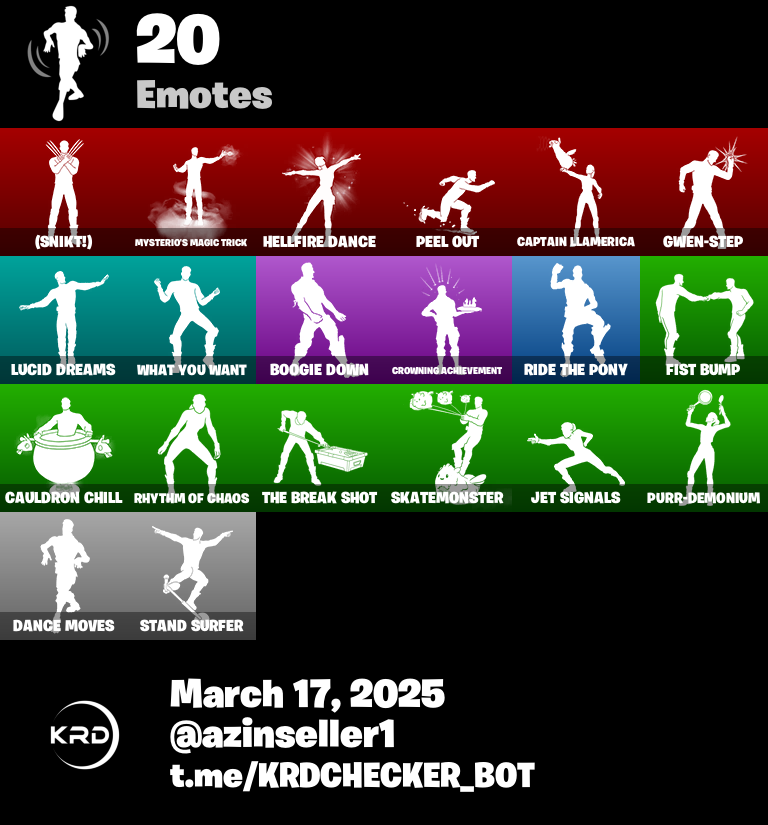 20
Emotes
(SNIKT!)
MYSTERIO'S MAGIC TRICK
HELLFIRE DANCE
PEEL OUT
CAPTAIN LLAMERICA
GWEN-STEP
LUCID DREAMS
WHAT YOU WANT
BOOGIE DOWN
CROWNING ACHIEVEMENT
RIDE THE PONY
FIST BUMP
CAULDRON CHILL
RHYTHM OF CHAOS
THE BREAK SHOT
SKATEMONSTER
JET SIGNALS
PURR-DEMONIUM
DANCE MOVES
STAND SURFER
March 17, 2025
KRD
@azinseller1
t.me/KRDCHECKER_BOT